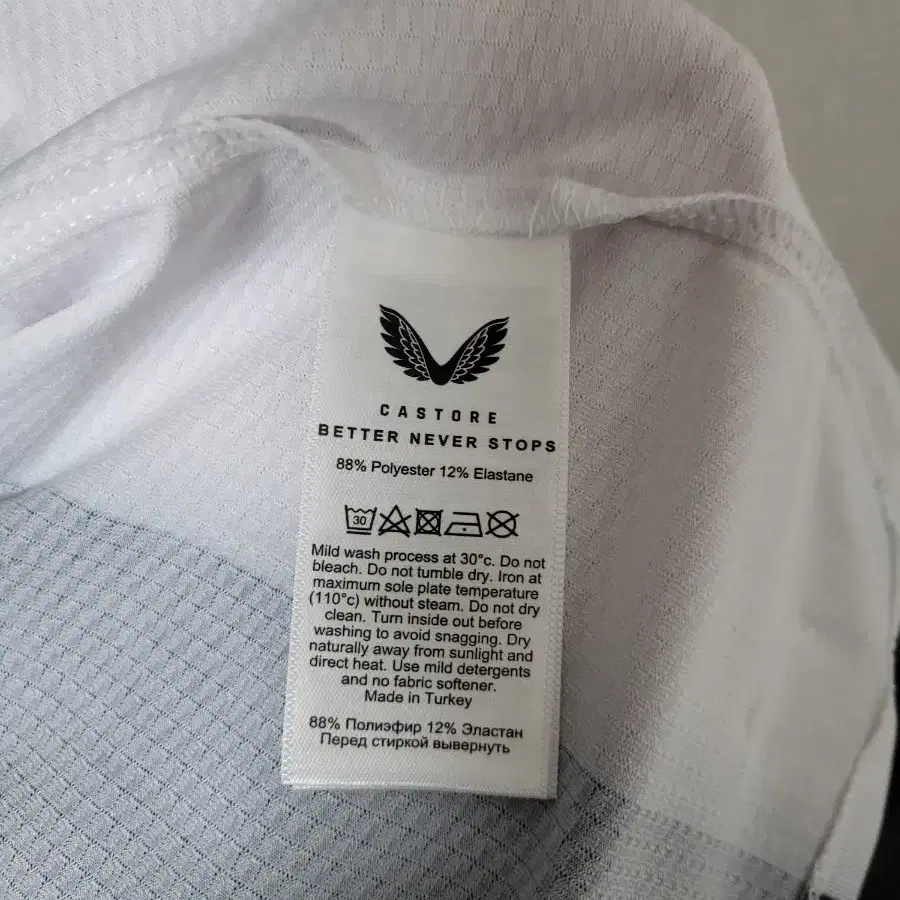 CASTORE
BETTER NEVER STOPS
88% Polyester 12% Elastane
30
Mild wash process at 30°c. Do not
bleach. Do not tumble dry. Iron at
maximum sole plate temperature
(110°c) without steam. Do not dry
clean. Turn inside out before
washing to avoid snagging. Dry
naturally away from sunlight and
direct heat. Use mild detergents
and no fabric softener.
Made in Turkey
88% Полиэфир 12% Эластан
Перед стиркой вывернуть